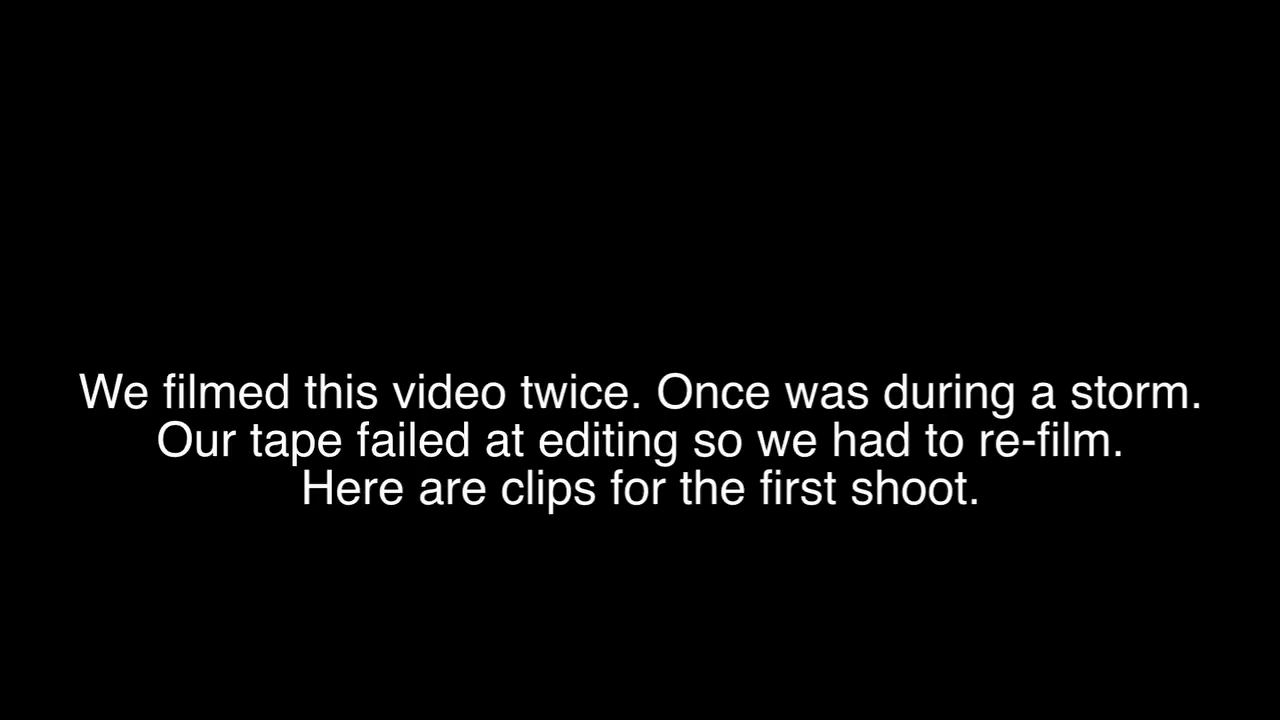 We filmed this video twice. Once was during a storm.
Our tape failed at editing so we had to re-film.
Here are clips for the first shoot.